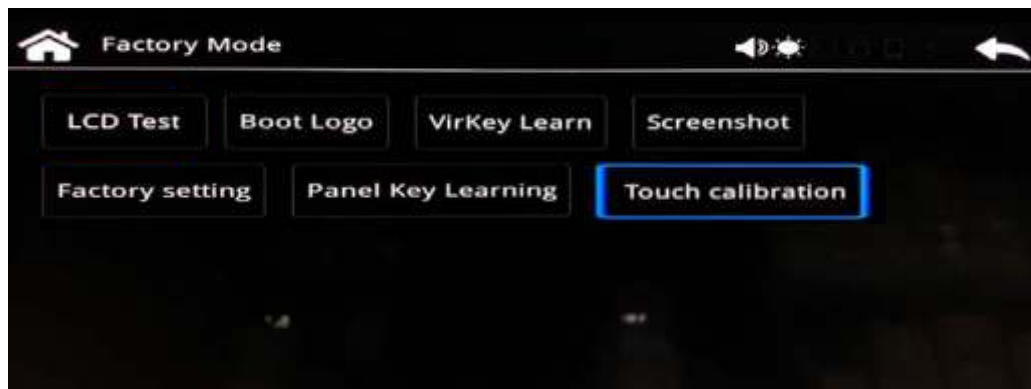 Factory Mode
LCD Test Boot Logo VirKey Learn Screenshot
Factory setting Panel Key Learning Touch calibration